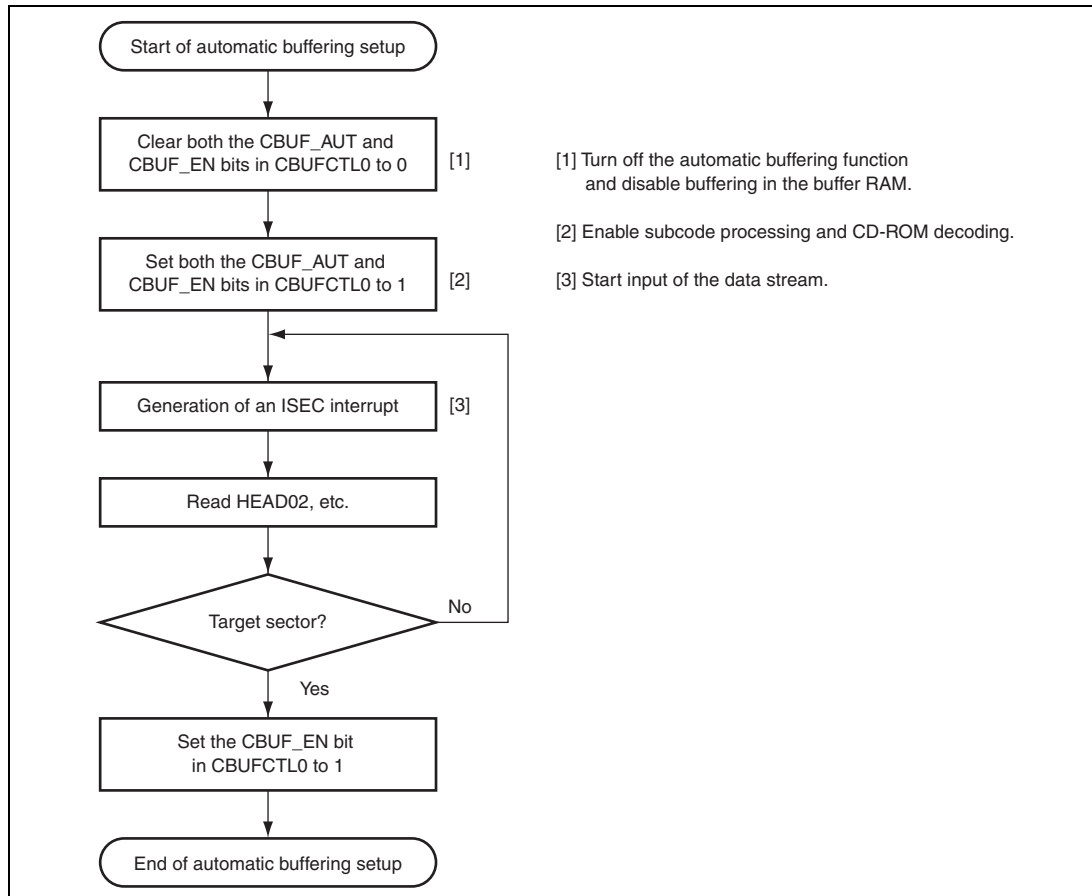 Start of automatic buffering setup
Clear both the CBUF_AUT and
CBUF_EN bits in CBUFCTL0 to 0
[1]
[1] Turn off the automatic buffering function
and disable buffering in the buffer RAM.
[2] Enable subcode processing and CD-ROM decoding.
Set both the CBUF_AUT and
CBUF_EN bits in CBUFCTL0 to 1
[2]
[3] Start input of the data stream.
Generation of an ISEC interrupt
[3]
Read HEAD02, etc.
Target sector?
No
Yes
Set the CBUF_EN bit
in CBUFCTL0 to 1
End of automatic buffering setup